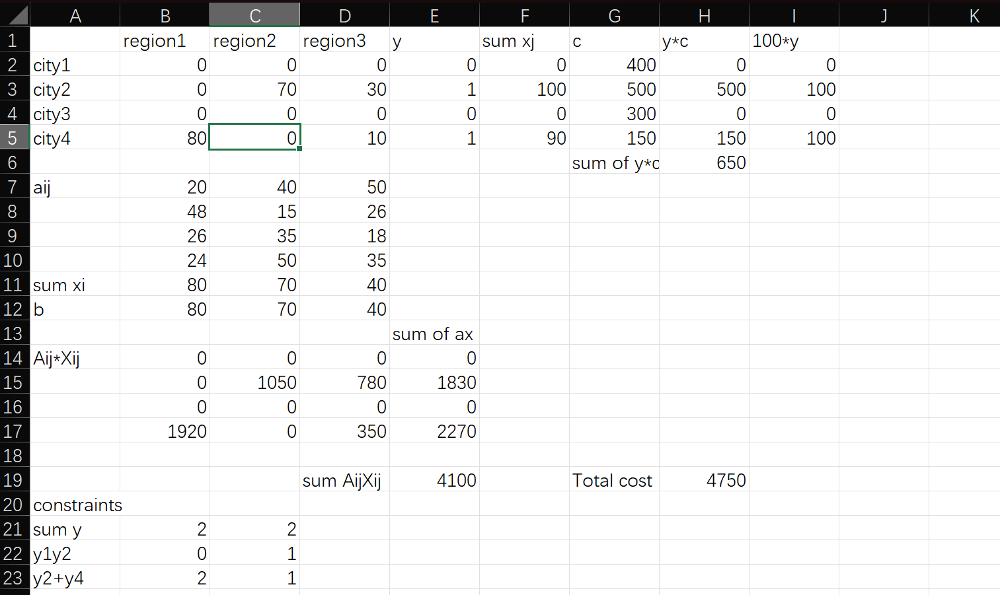 A B C D E F G H I J K
1 region1 region2 region3 y sum xj c y*c 100*y
2 city1 0 0 0 0 0 400 0 0
3 city2 0 70 30 1 100 500 500 100
4 city3 0 0 0 0 0 300 0 0
5 city4 80 0 10 1 90 150 150 100
6 sum of y*c 650
7 aij 20 40 50
8 48 15 26
9 26 35 18
10 24 50 35
11 sum xi 80 70 40
12 b 80 70 40
13 sum of ax
14 Aij*Xij 0 0 0 0
15 0 1050 780 1830
16 0 0 0 0
17 1920 0 350 2270
18
19 sum AijXij 4100 Total cost 4750
20 constraints
21 sum y 2 2
22 y1y2 0 1
23 y2+y4 2 1